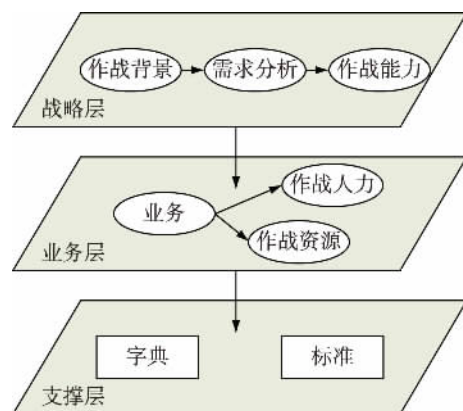 作战背景
需求分析
作战能力
战略层
作战人力
业务
作战资源
业务层
字典
标准
支撑层